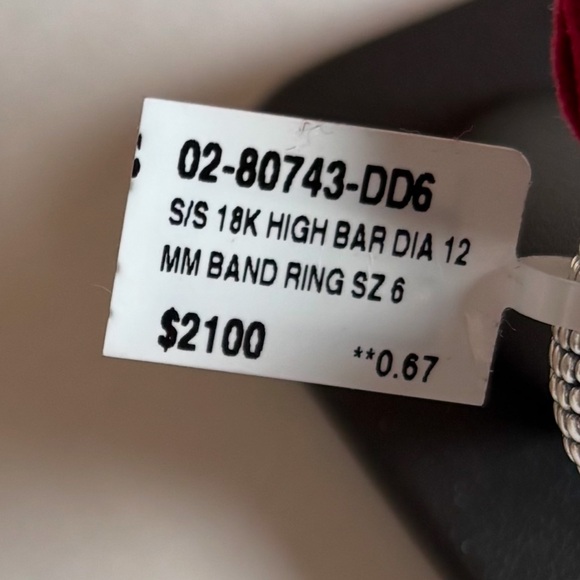 02-80743-DD6
S/S 18K HIGH BAR DIA 12
MM BAND RING SZ 6
$2100
**0.67